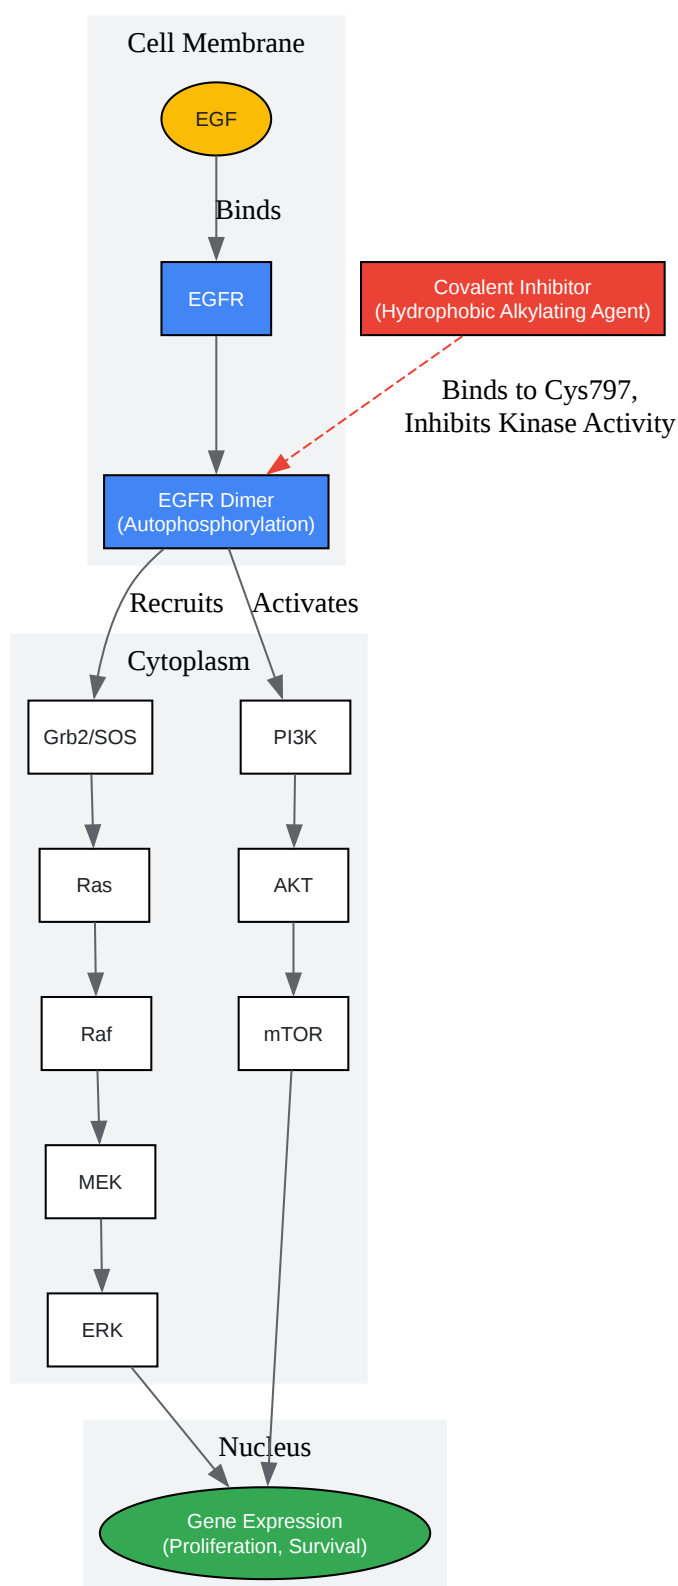 Cell Membrane
EGF
Binds
EGFR
Covalent Inhibitor
(Hydrophobic Alkylating Agent)
Binds to Cys797,
Inhibits Kinase Activity
EGFR Dimer
(Autophosphorylation)
Recruits
Activates
Cytoplasm
Grb2/SOS
PI3K
Ras
AKT
Raf
mTOR
MEK
ERK
Nucleus
Gene Expression
(Proliferation, Survival)